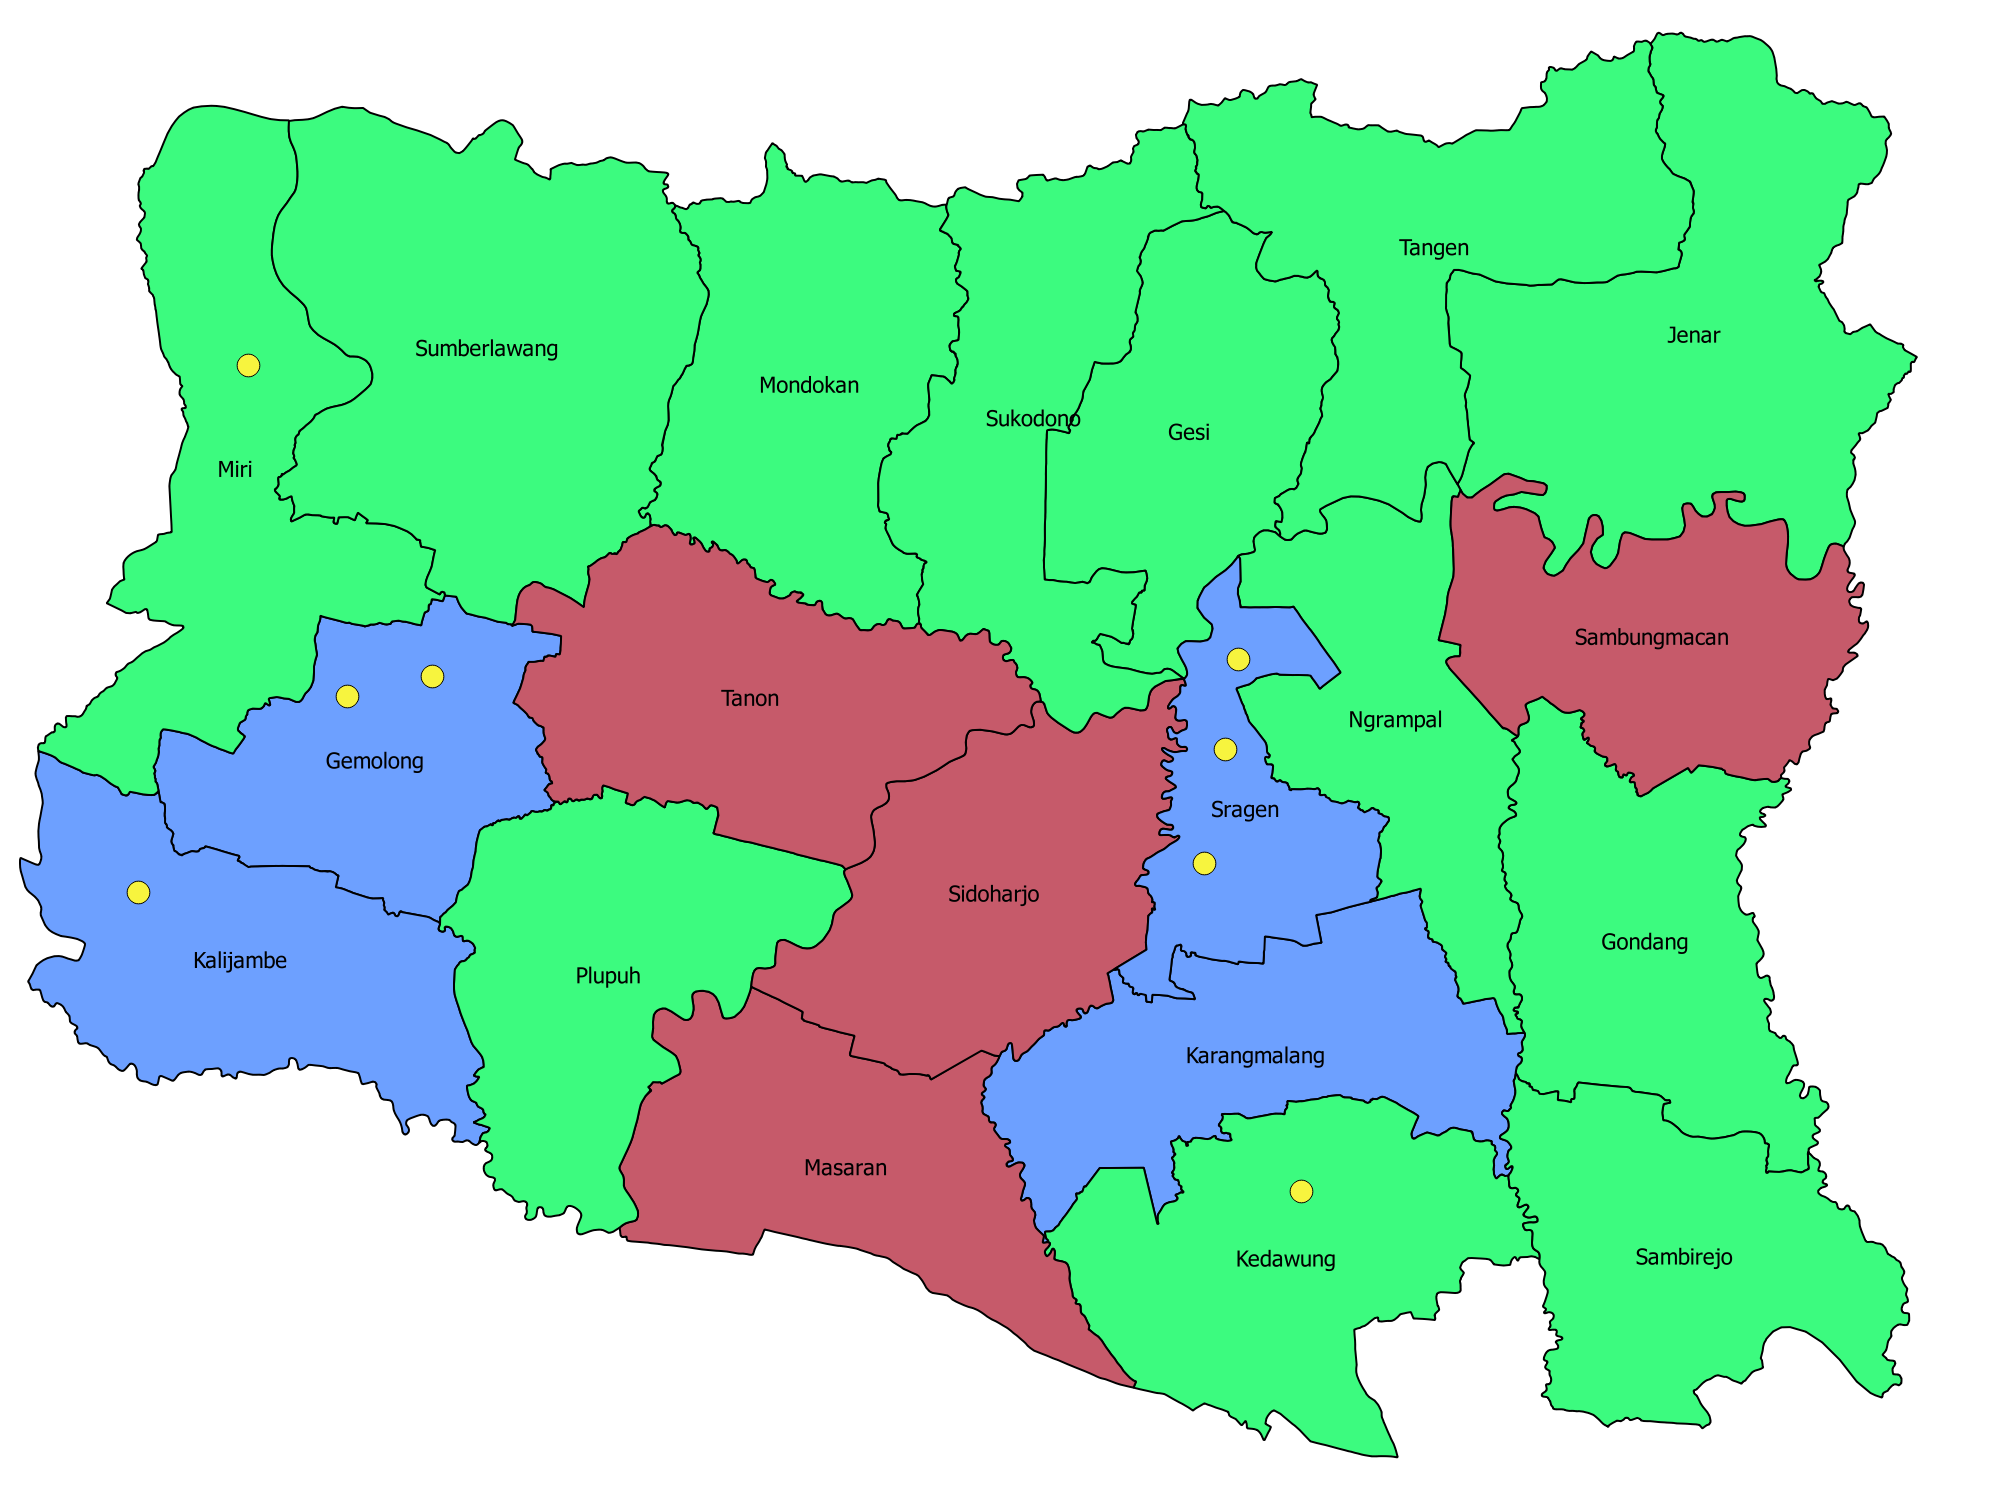 Tangen
Jenar
Sumberlawang
Mondokan
Sukodono
Gesi
Miri
Sambungmacan
Tanon
Ngrampal
Gemolong
Sragen
Sidoharjo
Gondang
Kalijambe
Plupuh
Karangmalang
Masaran
Kedawung
Sambirejo